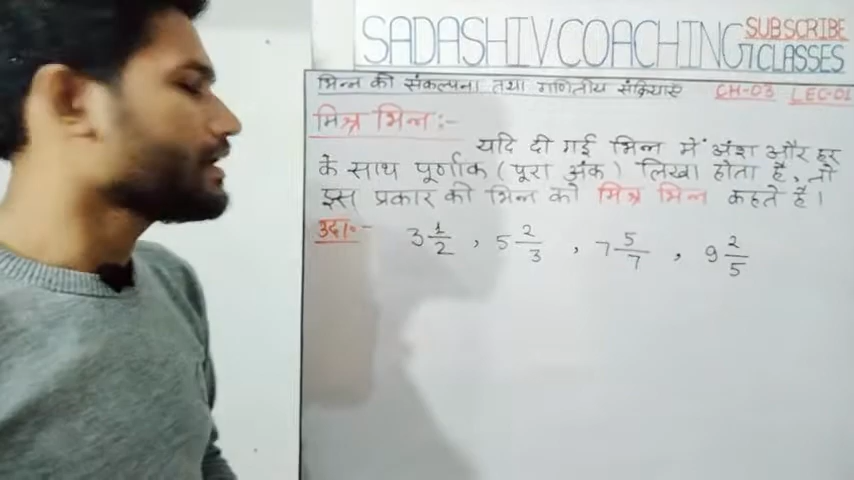 SADASHIV COACHING CLASSES
SUBSCRIBE
भिन्न की संकल्पना तथा गणितीय संक्रियाएँ CH-03 LEC-01
मिश्र भिन्न :-
यदि दी गई भिन्न में अंश और हर
के साथ पूर्णांक (पूरा अंक) लिखा होता है, तो
इस प्रकार की भिन्न को मिश्र भिन्न कहते है।
उदा०- 3 1/2 , 5 2/3 , 7 5/7 , 9 2/5